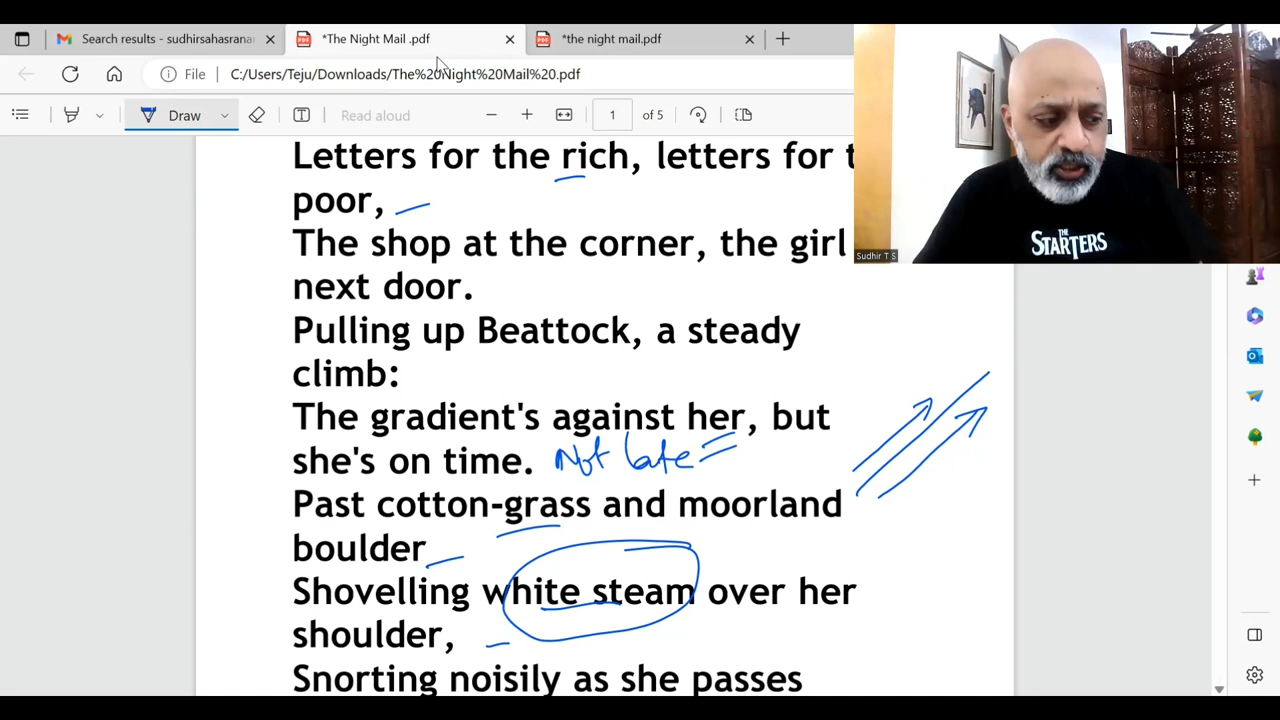 Search results - sudhirsahasrana
*The Night Mail .pdf
*the night mail.pdf
File C:/Users/Teju/Downloads/The%20Night%20Mail%20.pdf
Draw Read aloud 1 of 5
Letters for the rich, letters for t
poor,
The shop at the corner, the girl
next door.
Pulling up Beattock, a steady
climb:
The gradient's against her, but
she's on time. Not late
Past cotton-grass and moorland
boulder
Shovelling white steam over her
shoulder,
Snorting noisily as she passes
THE
STARTERS
Sudhir T S